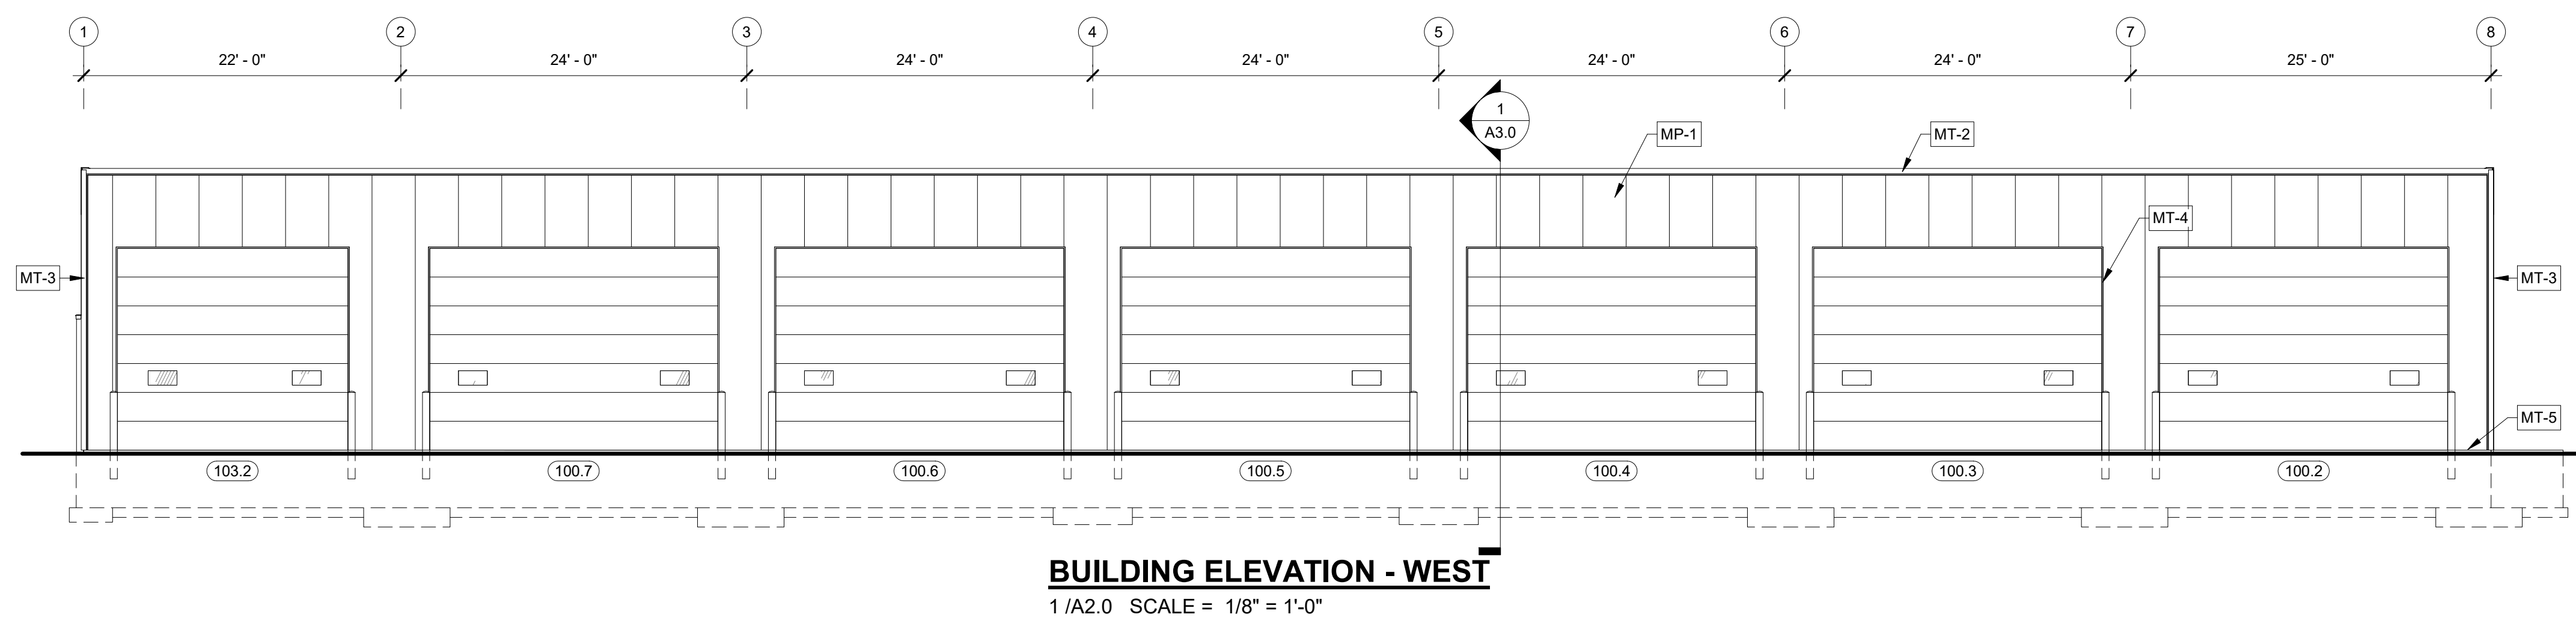 1 2 3 4 5 6 7 8
22' - 0" 24' - 0" 24' - 0" 24' - 0" 24' - 0" 24' - 0" 25' - 0"
1
A3.0
MP-1 MT-2
MT-4
MT-3 MT-3
MT-5
103.2 100.7 100.6 100.5 100.4 100.3 100.2
BUILDING ELEVATION - WEST
1 /A2.0 SCALE = 1/8" = 1'-0"